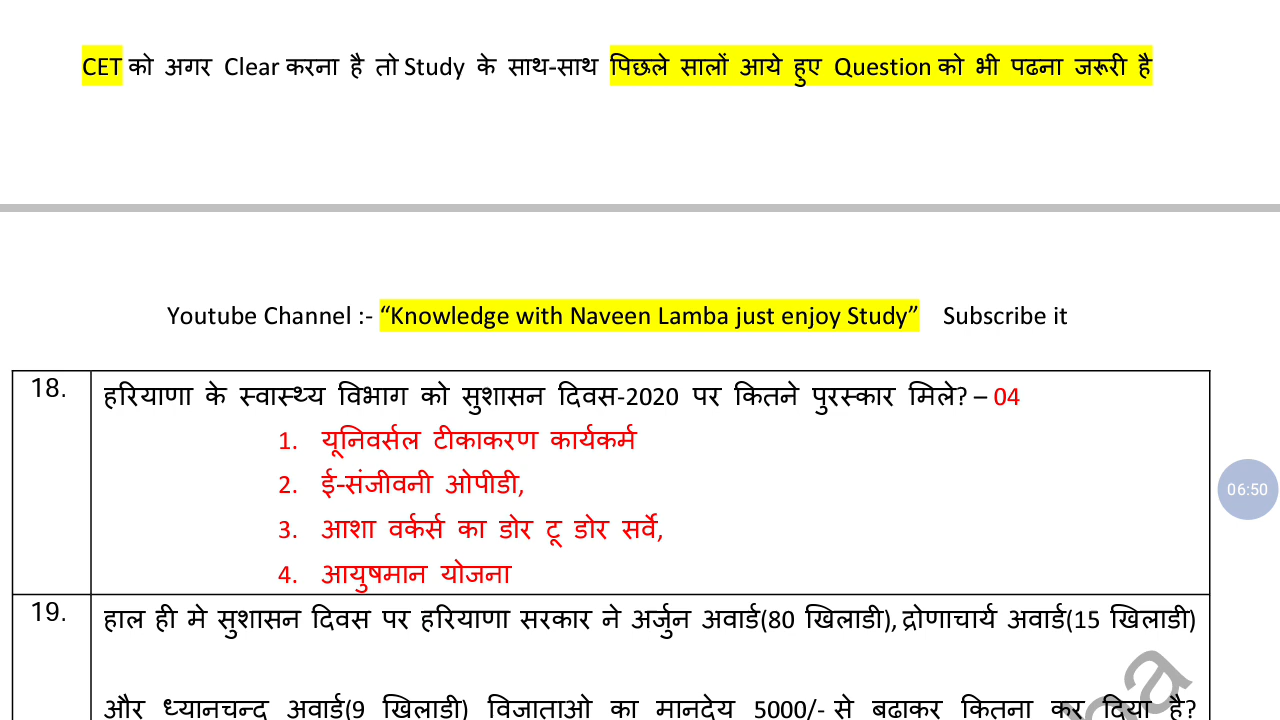 CET को अगर Clear करना है तो Study के साथ-साथ पिछले सालों आये हुए Question को भी पढना जरूरी है
Youtube Channel :- “Knowledge with Naveen Lamba just enjoy Study” Subscribe it
18. हरियाणा के स्वास्थ्य विभाग को सुशासन दिवस-2020 पर कितने पुरस्कार मिले? – 04
1. यूनिवर्सल टीकाकरण कार्यकर्म
2. ई-संजीवनी ओपीडी,
3. आशा वर्कर्स का डोर टू डोर सर्वे,
4. आयुषमान योजना
06:50
19. हाल ही मे सुशासन दिवस पर हरियाणा सरकार ने अर्जुन अवार्ड(80 खिलाडी), द्रोणाचार्य अवार्ड(15 खिलाडी)
और ध्यानचन्द अवार्ड(9 खिलाडी) विजाताओ का मानदेय 5000/- से बढाकर कितना कर दिया है?